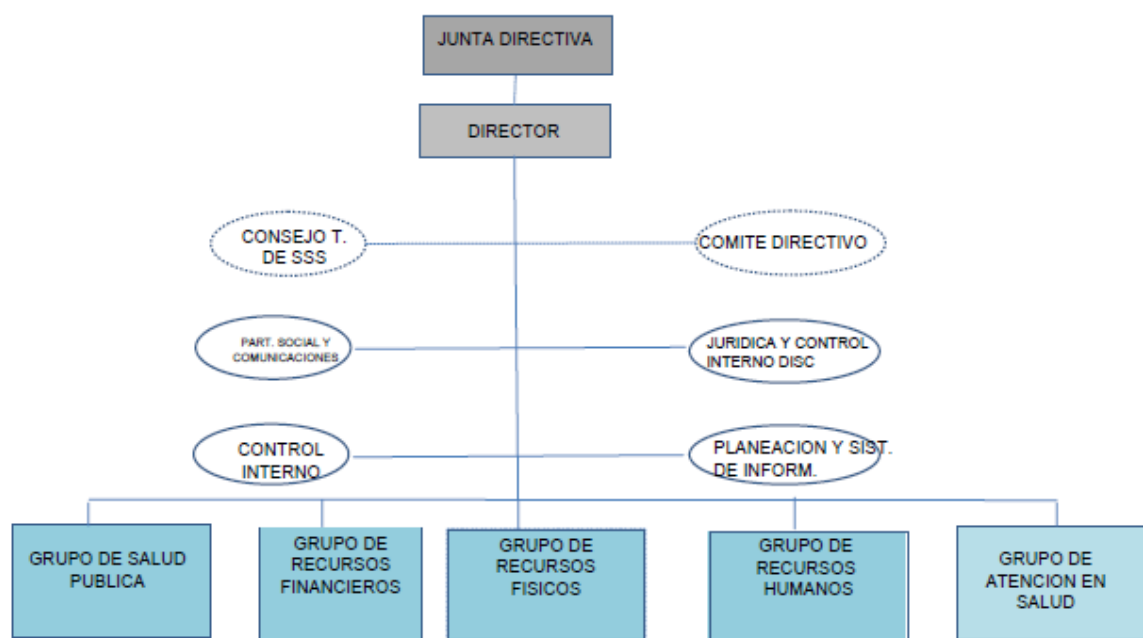 JUNTA DIRECTIVA
DIRECTOR
CONSEJO T.
DE SSS
COMITE DIRECTIVO
PART. SOCIAL Y
COMUNICACIONES
JURIDICA Y CONTROL
INTERNO DISC
CONTROL
INTERNO
PLANEACION Y SIST.
DE INFORM.
GRUPO DE SALUD
PUBLICA
GRUPO DE
RECURSOS
FINANCIEROS
GRUPO DE
RECURSOS
FISICOS
GRUPO DE
RECURSOS
HUMANOS
GRUPO DE
ATENCION EN
SALUD